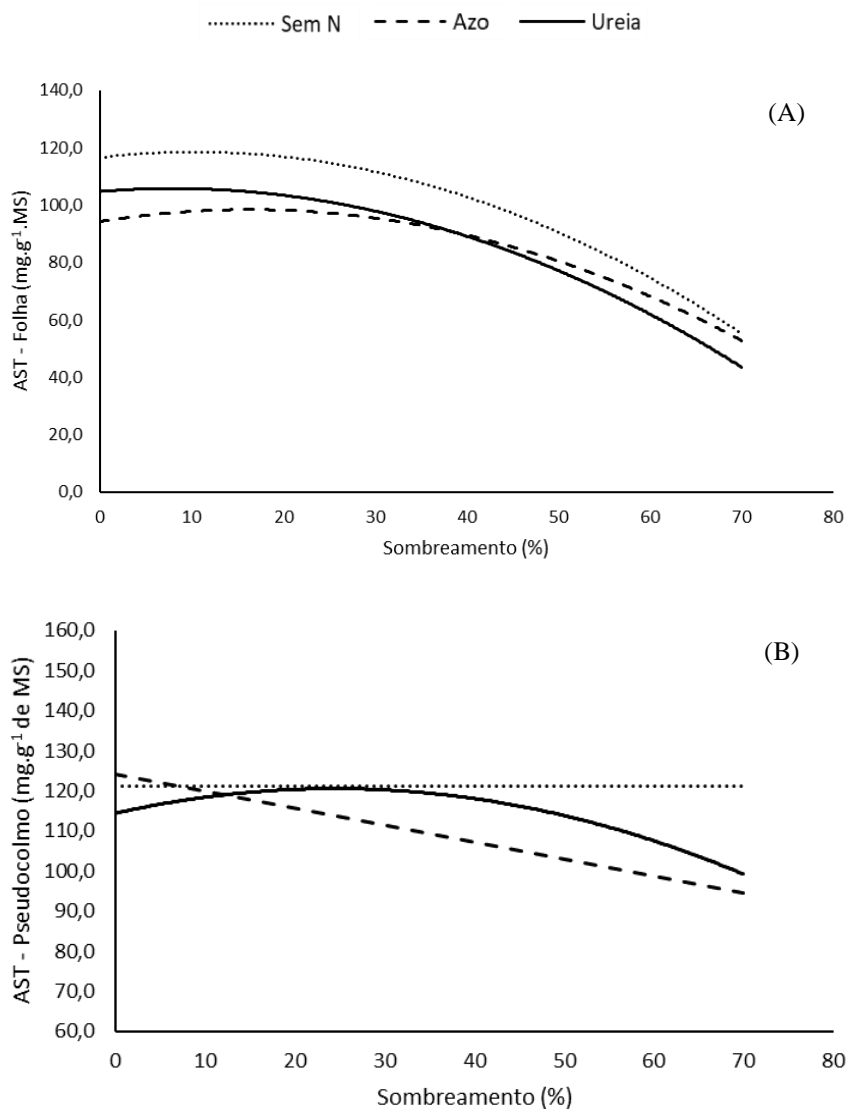 Sem N Azo Ureia
(A)
AST - Folha (mg.g⁻¹.MS)
140,0
120,0
100,0
80,0
60,0
40,0
20,0
0,0
0 10 20 30 40 50 60 70 80
Sombreamento (%)
(B)
AST - Pseudocolmo (mg.g⁻¹ de MS)
160,0
150,0
140,0
130,0
120,0
110,0
100,0
90,0
80,0
70,0
60,0
0 10 20 30 40 50 60 70 80
Sombreamento (%)